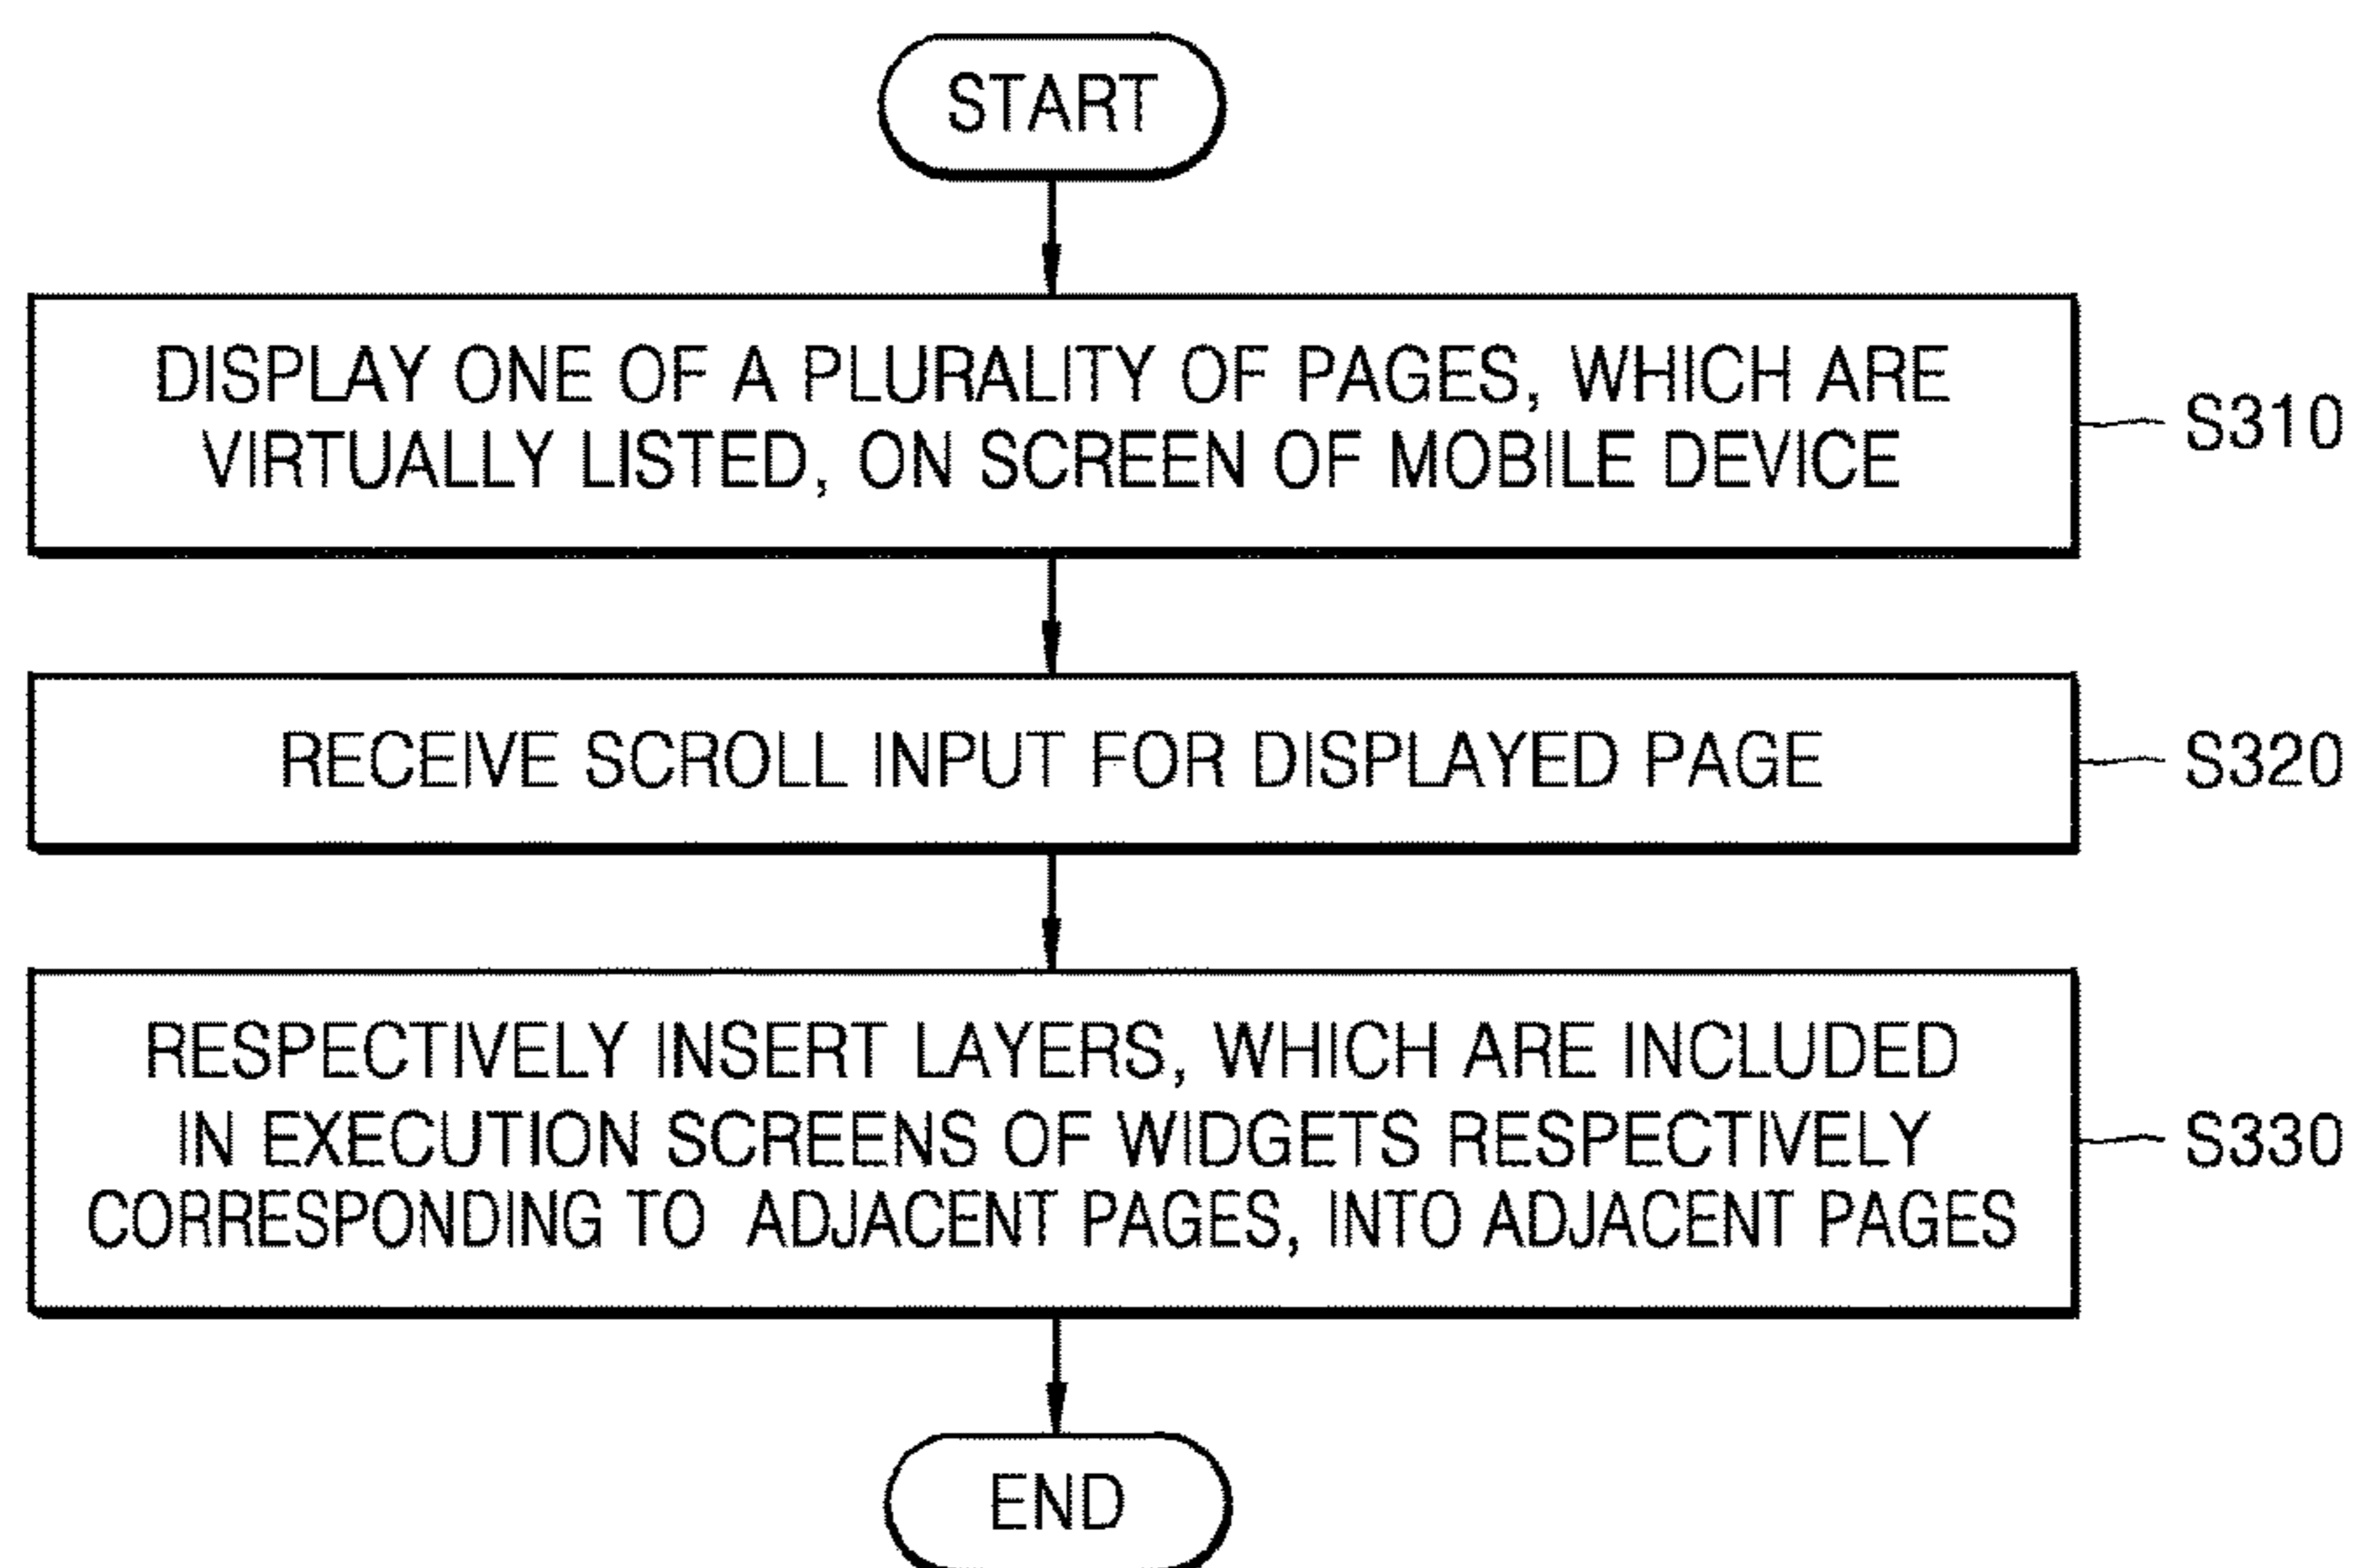 START
DISPLAY ONE OF A PLURALITY OF PAGES, WHICH ARE
VIRTUALLY LISTED, ON SCREEN OF MOBILE DEVICE
S310
RECEIVE SCROLL INPUT FOR DISPLAYED PAGE
S320
RESPECTIVELY INSERT LAYERS, WHICH ARE INCLUDED
IN EXECUTION SCREENS OF WIDGETS RESPECTIVELY
CORRESPONDING TO ADJACENT PAGES, INTO ADJACENT PAGES
S330
END